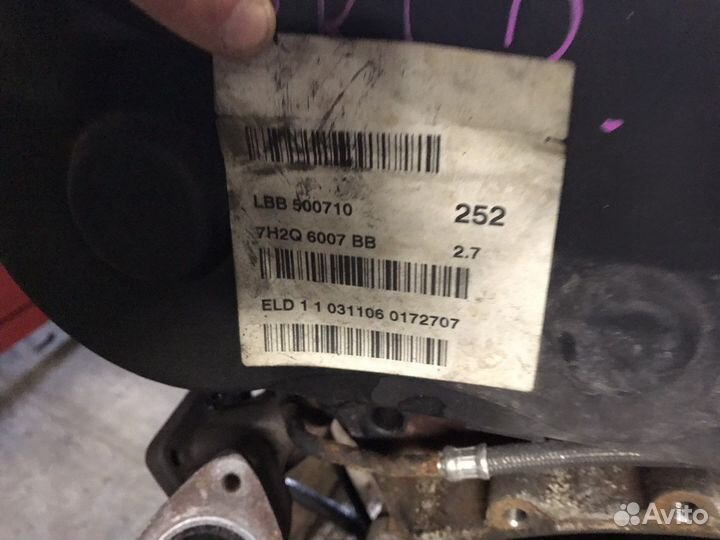 LBB 500710
252
7H2Q 6007 BB
2.7
ELD 1 1 031106 0172707
Avito